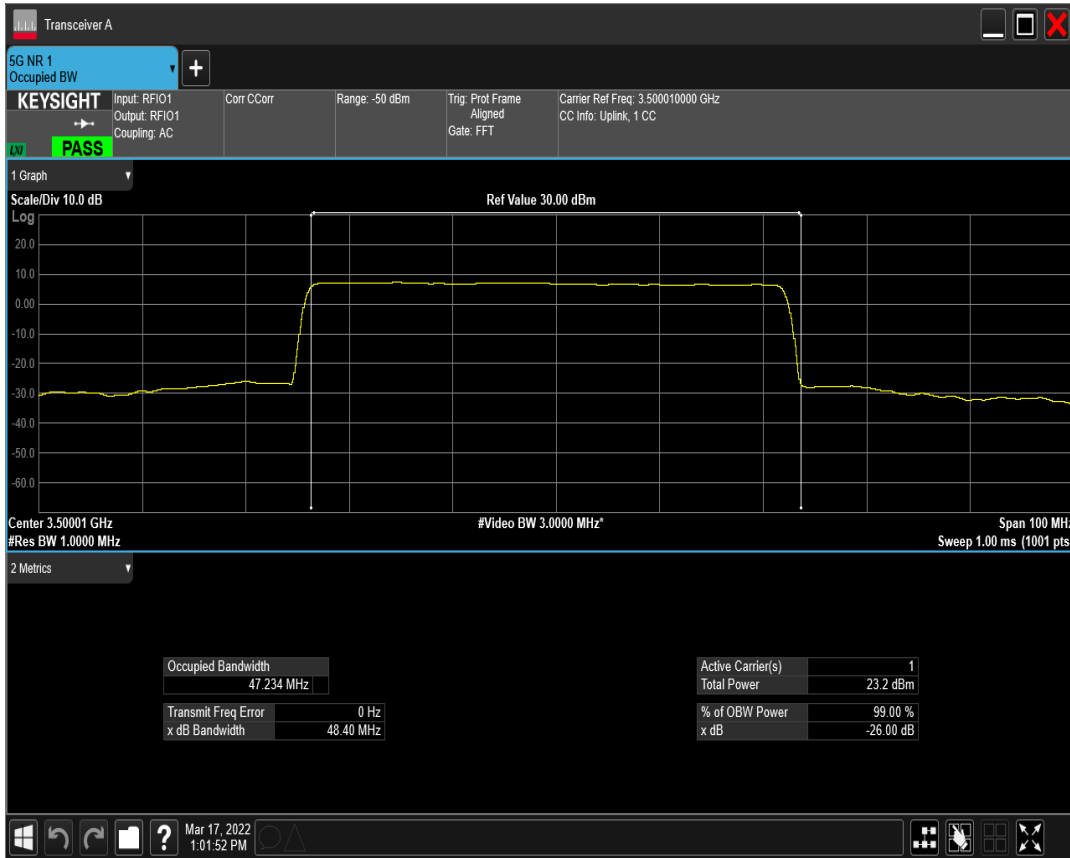 Transceiver A
5G NR 1
Occupied BW
KEYSIGHT
LXI
PASS
Input: RFIO1
Output: RFIO1
Coupling: AC
Corr CCorr
Range: -50 dBm
Trig: Prot Frame
Aligned
Gate: FFT
Carrier Ref Freq: 3.500010000 GHz
CC Info: Uplink, 1 CC
1 Graph
Scale/Div 10.0 dB
Ref Value 30.00 dBm
Log
20.0
10.0
0.00
-10.0
-20.0
-30.0
-40.0
-50.0
-60.0
Center 3.50001 GHz
#Video BW 3.0000 MHz*
Span 100 MHz
#Res BW 1.0000 MHz
Sweep 1.00 ms (1001 pts
2 Metrics
Occupied Bandwidth
47.234 MHz
Transmit Freq Error 0 Hz
x dB Bandwidth 48.40 MHz
Active Carrier(s) 1
Total Power 23.2 dBm
% of OBW Power 99.00 %
x dB -26.00 dB
?
Mar 17, 2022
1:01:52 PM